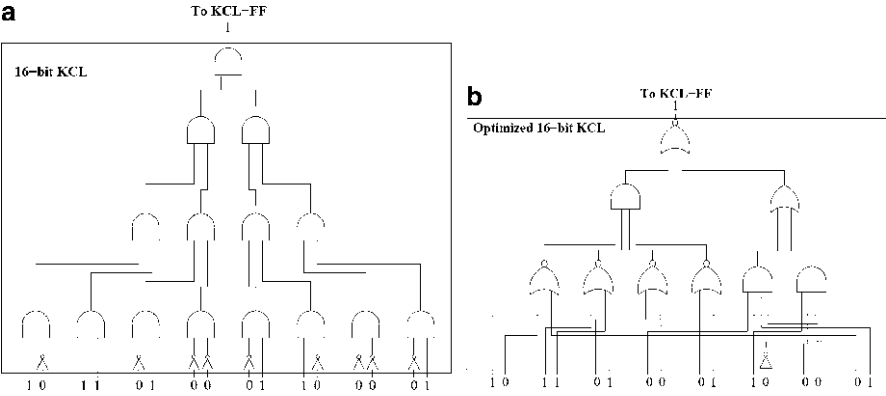 a
To KCL-FF
1
16-bit KCL
1 0 1 1 0 1 0 0 0 1 1 0 0 0 0 1
b
To KCL-FF
1
Optimized 16-bit KCL
1 0 1 1 0 1 0 0 0 1 1 0 0 0 0 1